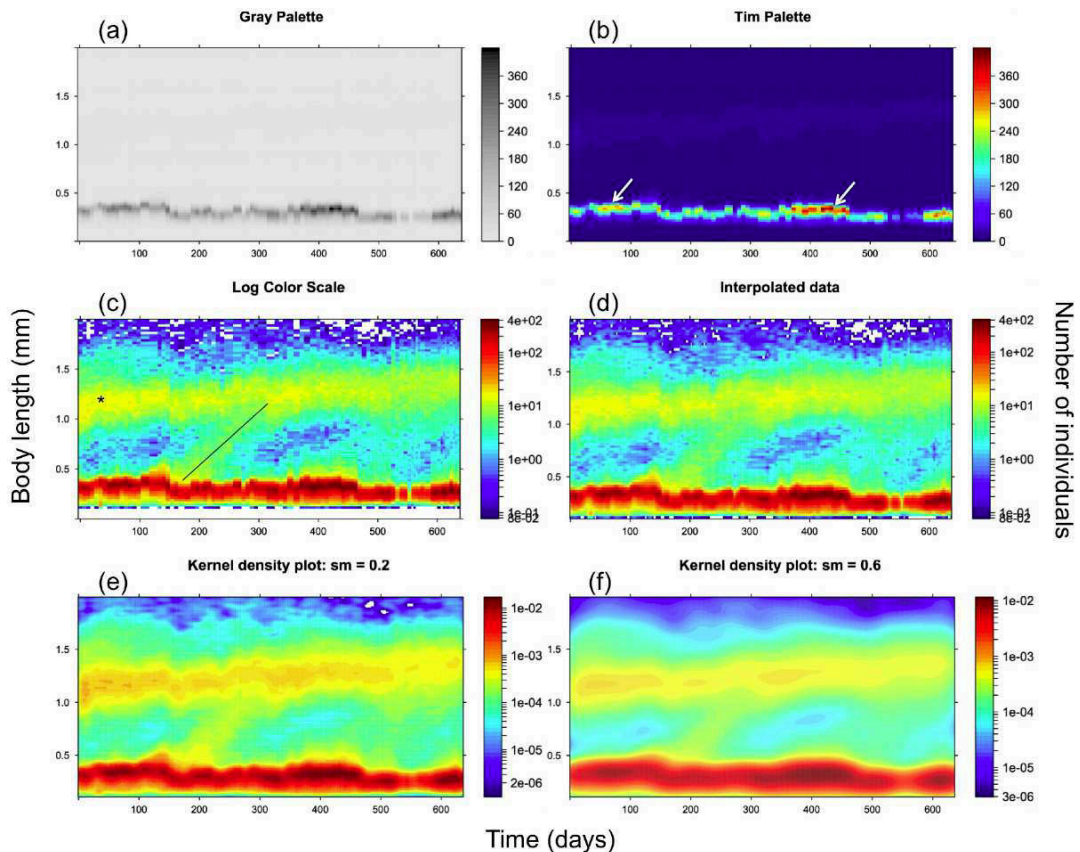 (a) Gray Palette
(b) Tim Palette
1.5
1.0
0.5
100 200 300 400 500 600
360
300
240
180
120
60
0
1.5
1.0
0.5
100 200 300 400 500 600
360
300
240
180
120
60
0
(c) Log Color Scale
(d) Interpolated data
1.5
1.0
0.5
*
100 200 300 400 500 600
4e+02
1e+02
1e+01
1e+00
1e-01
8e-02
1.5
1.0
0.5
100 200 300 400 500 600
4e+02
1e+02
1e+01
1e+00
1e-01
8e-02
(e) Kernel density plot: sm = 0.2
(f) Kernel density plot: sm = 0.6
1.5
1.0
0.5
100 200 300 400 500 600
1e-02
1e-03
1e-04
1e-05
2e-06
1.5
1.0
0.5
100 200 300 400 500 600
1e-02
1e-03
1e-04
1e-05
3e-06
Body length (mm)
Number of individuals
Time (days)